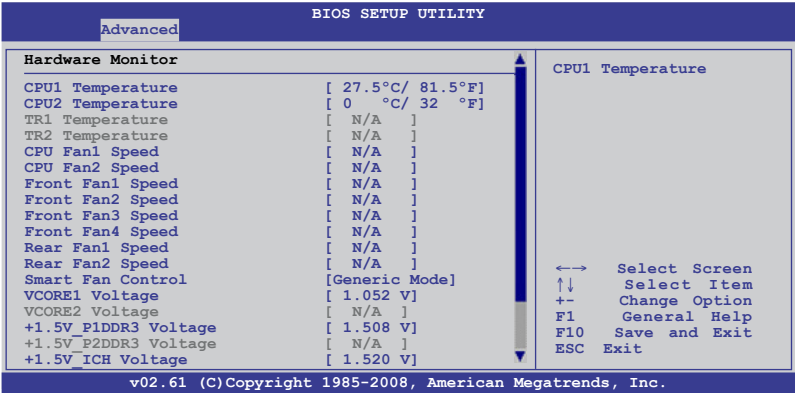 BIOS SETUP UTILITY
Advanced
Hardware Monitor
CPU1 Temperature [ 27.5°C/ 81.5°F]
CPU2 Temperature [ 0 °C/ 32 °F]
TR1 Temperature [ N/A ]
TR2 Temperature [ N/A ]
CPU Fan1 Speed [ N/A ]
CPU Fan2 Speed [ N/A ]
Front Fan1 Speed [ N/A ]
Front Fan2 Speed [ N/A ]
Front Fan3 Speed [ N/A ]
Front Fan4 Speed [ N/A ]
Rear Fan1 Speed [ N/A ]
Rear Fan2 Speed [ N/A ]
Smart Fan Control [Generic Mode]
VCORE1 Voltage [ 1.052 V]
VCORE2 Voltage [ N/A ]
+1.5V_P1DDR3 Voltage [ 1.508 V]
+1.5V_P2DDR3 Voltage [ N/A ]
+1.5V_ICH Voltage [ 1.520 V]
CPU1 Temperature
←→ Select Screen
↑↓ Select Item
+- Change Option
F1 General Help
F10 Save and Exit
ESC Exit
v02.61 (C)Copyright 1985-2008, American Megatrends, Inc.